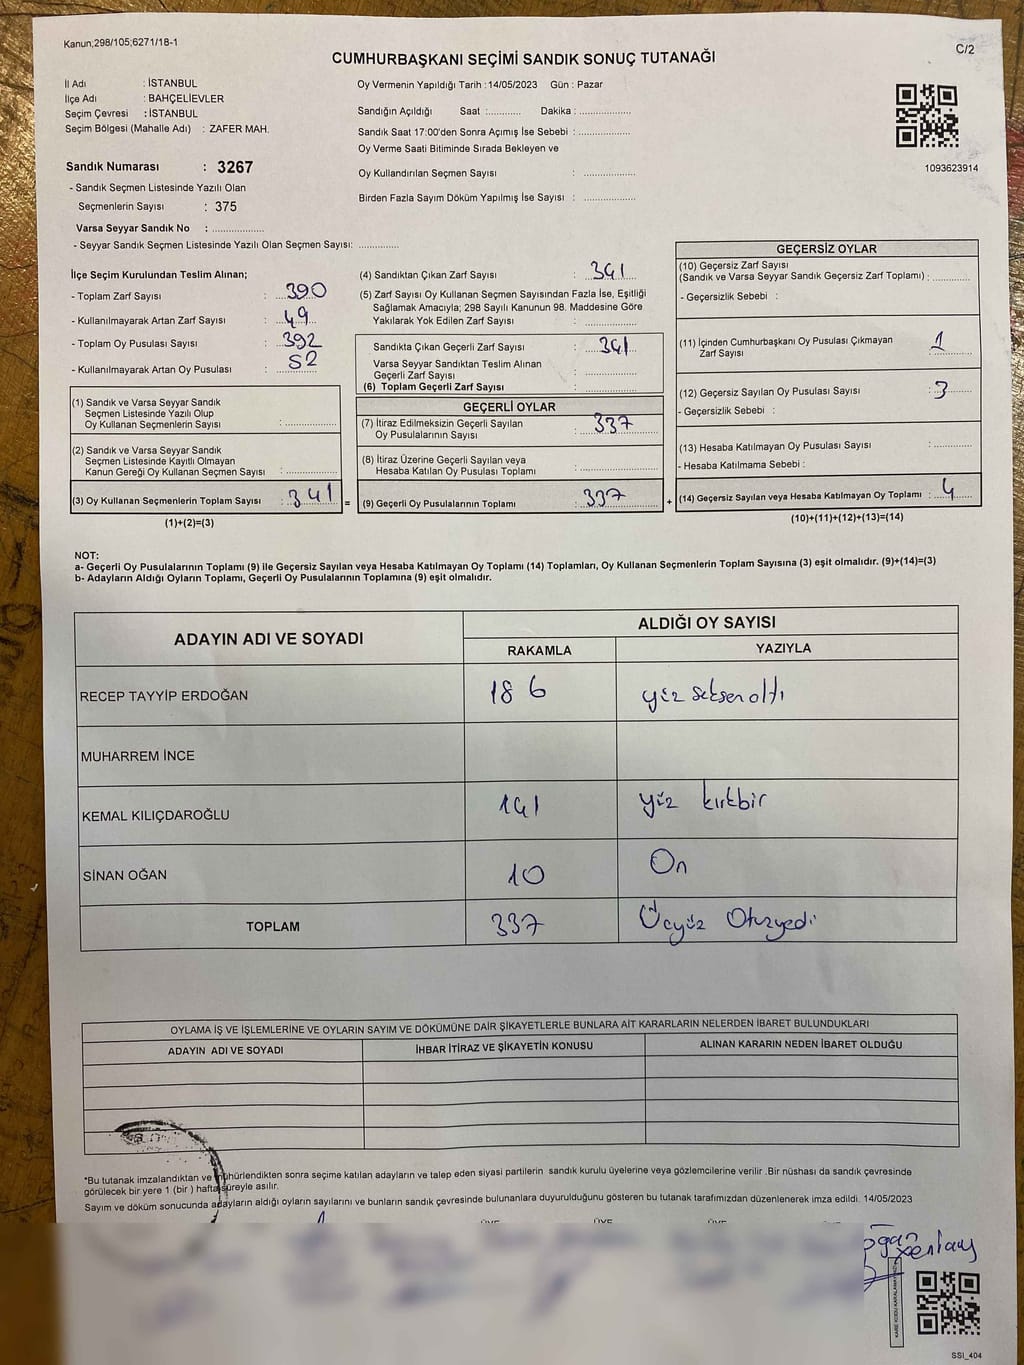 Kanun;298/105;6271/18-1
C/2
CUMHURBAŞKANI SEÇİMİ SANDIK SONUÇ TUTANAĞI
İl Adı : İSTANBUL
İlçe Adı : BAHÇELİEVLER
Seçim Çevresi : İSTANBUL
Seçim Bölgesi (Mahalle Adı) : ZAFER MAH.
Sandık Numarası : 3267
- Sandık Seçmen Listesinde Yazılı Olan
Seçmenlerin Sayısı : 375
Varsa Seyyar Sandık No : ..................
- Seyyar Sandık Seçmen Listesinde Yazılı Olan Seçmen Sayısı: ..............
Oy Vermenin Yapıldığı Tarih :14/05/2023 Gün : Pazar
Sandığın Açıldığı Saat :............ Dakika : ..................
Sandık Saat 17:00'den Sonra Açımış İse Sebebi : ..................
Oy Verme Saati Bitiminde Sırada Bekleyen ve
Oy Kullandırılan Seçmen Sayısı : ..................
Birden Fazla Sayım Döküm Yapılmış İse Sayısı : ..................
1093623914
İlçe Seçim Kurulundan Teslim Alınan;
- Toplam Zarf Sayısı : 390
- Kullanılmayarak Artan Zarf Sayısı : 49
- Toplam Oy Pusulası Sayısı : 392
- Kullanılmayarak Artan Oy Pusulası : 52
(1) Sandık ve Varsa Seyyar Sandık
Seçmen Listesinde Yazılı Olup
Oy Kullanan Seçmenlerin Sayısı : ..................
(2) Sandık ve Varsa Seyyar Sandık
Seçmen Listesinde Kayıtlı Olmayan
Kanun Gereği Oy Kullanan Seçmen Sayısı : ..................
(3) Oy Kullanan Seçmenlerin Toplam Sayısı : 341 =
(1)+(2)=(3)
(4) Sandıktan Çıkan Zarf Sayısı : 341
(5) Zarf Sayısı Oy Kullanan Seçmen Sayısından Fazla İse, Eşitliği
Sağlamak Amacıyla; 298 Sayılı Kanunun 98. Maddesine Göre
Yakılarak Yok Edilen Zarf Sayısı : ..................
Sandıkta Çıkan Geçerli Zarf Sayısı : 341
Varsa Seyyar Sandıktan Teslim Alınan
Geçerli Zarf Sayısı : ..................
(6) Toplam Geçerli Zarf Sayısı : ..................
GEÇERLİ OYLAR
(7) İtiraz Edilmeksizin Geçerli Sayılan
Oy Pusulalarının Sayısı : 337
(8) İtiraz Üzerine Geçerli Sayılan veya
Hesaba Katılan Oy Pusulası Toplamı : ..................
(9) Geçerli Oy Pusulalarının Toplamı : 337 +
GEÇERSİZ OYLAR
(10) Geçersiz Zarf Sayısı
(Sandık ve Varsa Seyyar Sandık Geçersiz Zarf Toplamı) : ..............
- Geçersizlik Sebebi :
(11) İçinden Cumhurbaşkanı Oy Pusulası Çıkmayan
Zarf Sayısı : 1
(12) Geçersiz Sayılan Oy Pusulası Sayısı : 3
- Geçersizlik Sebebi :
(13) Hesaba Katılmayan Oy Pusulası Sayısı : ..............
- Hesaba Katılmama Sebebi :
(14) Geçersiz Sayılan veya Hesaba Katılmayan Oy Toplamı : 4
(10)+(11)+(12)+(13)=(14)
NOT:
a- Geçerli Oy Pusulalarının Toplamı (9) ile Geçersiz Sayılan veya Hesaba Katılmayan Oy Toplamı (14) Toplamları, Oy Kullanan Seçmenlerin Toplam Sayısına (3) eşit olmalıdır. (9)+(14)=(3)
b- Adayların Aldığı Oyların Toplamı, Geçerli Oy Pusulalarının Toplamına (9) eşit olmalıdır.
ADAYIN ADI VE SOYADI
ALDIĞI OY SAYISI
RAKAMLA YAZIYLA
RECEP TAYYİP ERDOĞAN 186 yüz seksen altı
MUHARREM İNCE
KEMAL KILIÇDAROĞLU 141 yüz kırkbir
SİNAN OĞAN 10 On
TOPLAM 337 Üçyüz Otuzyedi
OYLAMA İŞ VE İŞLEMLERİNE VE OYLARIN SAYIM VE DÖKÜMÜNE DAİR ŞİKAYETLERLE BUNLARA AİT KARARLARIN NELERDEN İBARET BULUNDUKLARI
ADAYIN ADI VE SOYADI İHBAR İTİRAZ VE ŞİKAYETİN KONUSU ALINAN KARARIN NEDEN İBARET OLDUĞU
*Bu tutanak imzalandıktan ve mühürlendikten sonra seçime katılan adayların ve talep eden siyasi partilerin sandık kurulu üyelerine veya gözlemcilerine verilir .Bir nüshası da sandık çevresinde
görülecek bir yere 1 (bir ) hafta süreyle asılır.
Sayım ve döküm sonucunda adayların aldığı oyların sayılarını ve bunların sandık çevresinde bulunanlara duyurulduğunu gösteren bu tutanak tarafımızdan düzenlenerek imza edildi. 14/05/2023
SSI_404